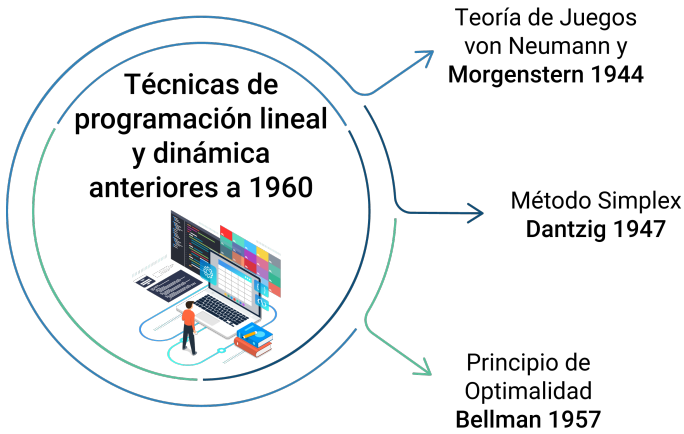 Técnicas de
programación lineal
y dinámica
anteriores a 1960
Teoría de Juegos
von Neumann y
Morgenstern 1944
Método Simplex
Dantzig 1947
Principio de
Optimalidad
Bellman 1957